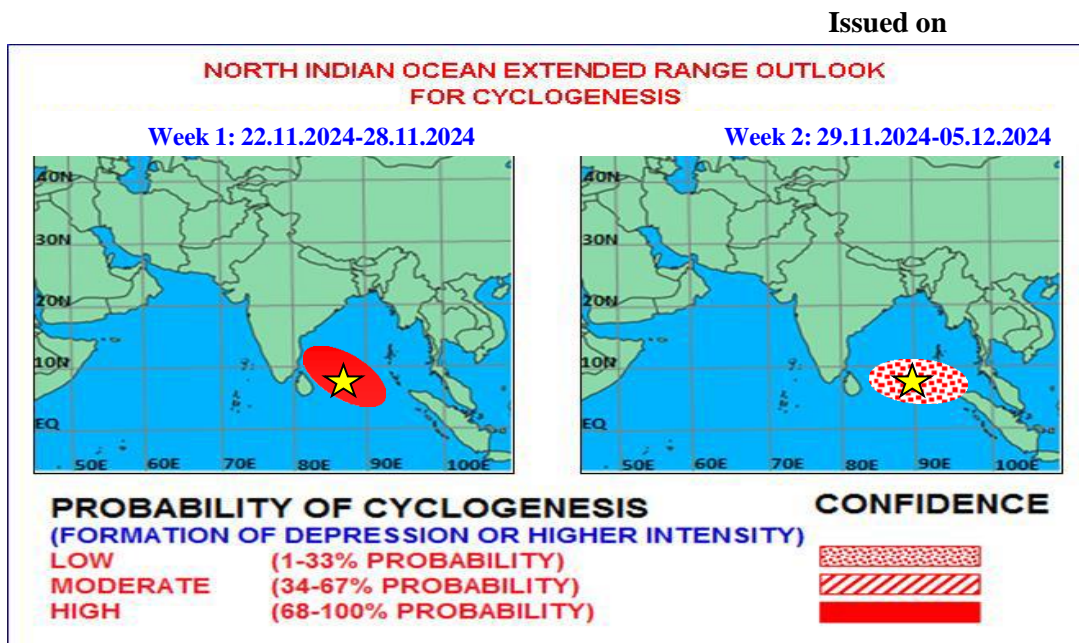 Issued on
NORTH INDIAN OCEAN EXTENDED RANGE OUTLOOK
FOR CYCLOGENESIS
Week 1: 22.11.2024-28.11.2024
Week 2: 29.11.2024-05.12.2024
40N
30N
20N
10N
EQ
50E 60E 70E 80E 90E 100E
40N
30N
20N
10N
EQ
50E 60E 70E 80E 90E 100E
PROBABILITY OF CYCLOGENESIS
CONFIDENCE
(FORMATION OF DEPRESSION OR HIGHER INTENSITY)
LOW (1-33% PROBABILITY)
MODERATE (34-67% PROBABILITY)
HIGH (68-100% PROBABILITY)